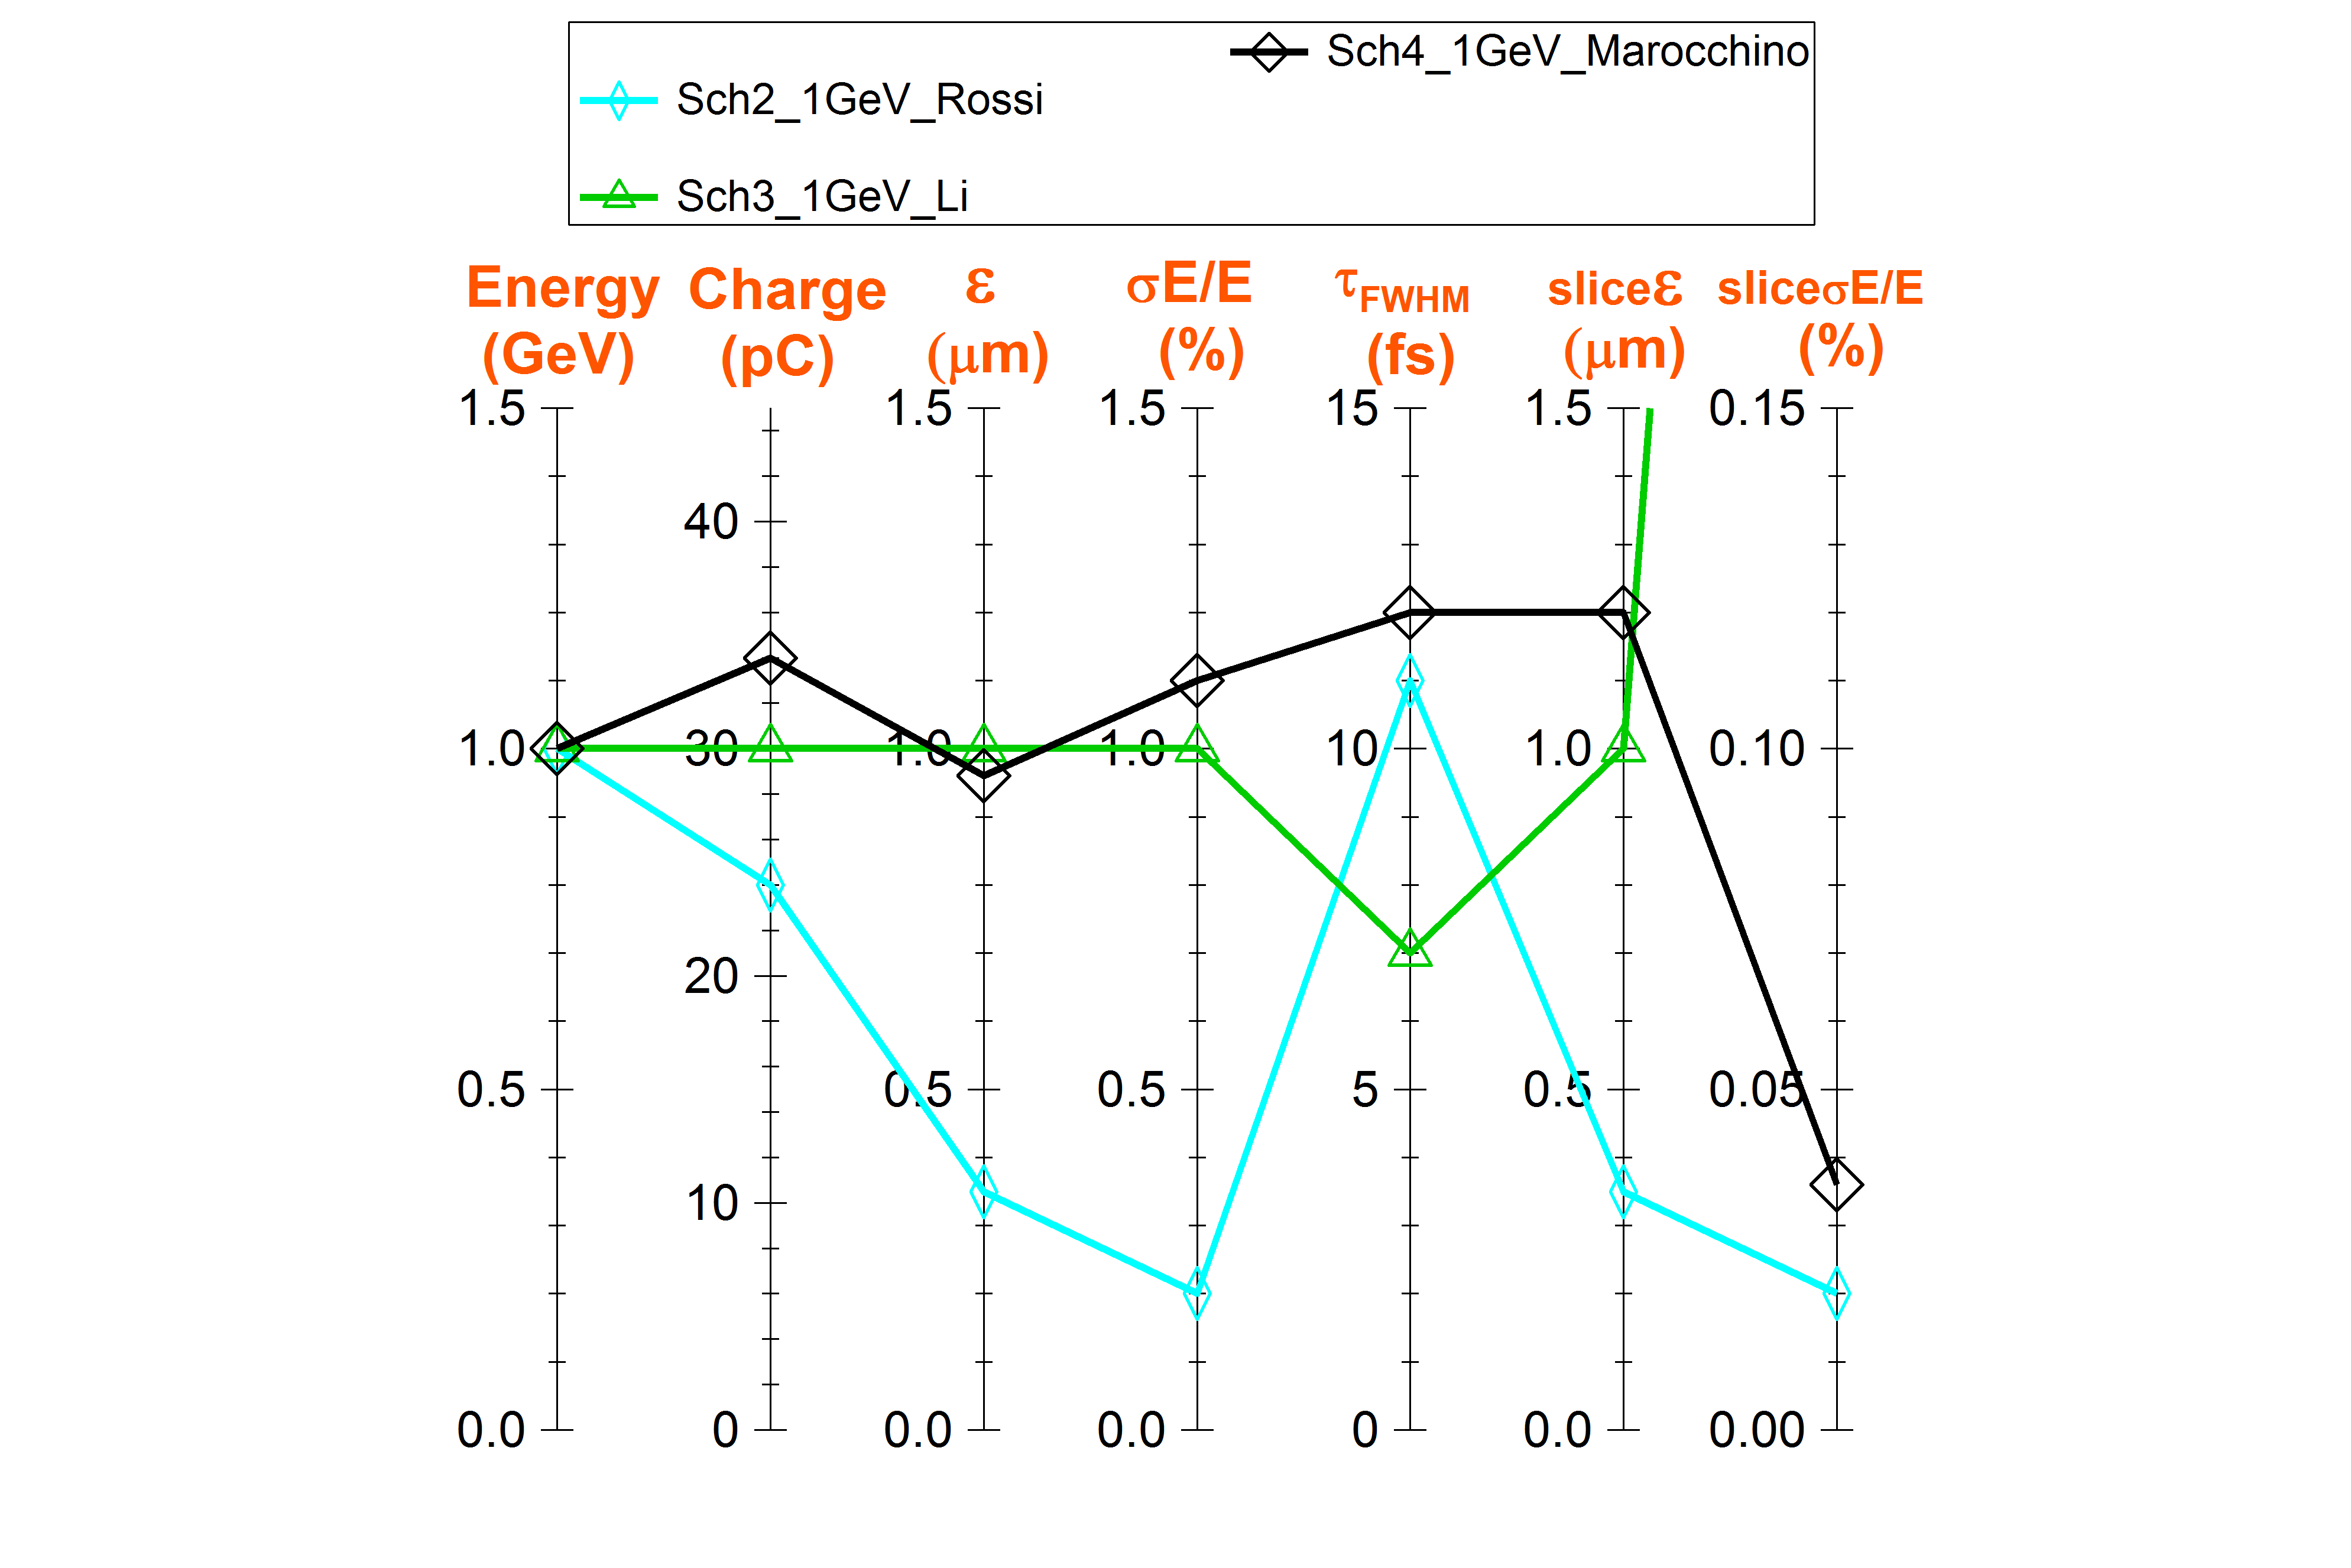 Sch4_1GeV_Marocchino
Sch2_1GeV_Rossi
Sch3_1GeV_Li
Energy Charge ε σE/E τFWHM sliceε sliceσE/E
(GeV) (pC) (μm) (%) (fs) (μm) (%)
1.5 1.5 1.5 15 1.5 0.15
40
1.0 30 1.0 1.0 10 1.0 0.10
20
0.5 0.5 0.5 5 0.5 0.05
10
0.0 0 0.0 0.0 0 0.0 0.00